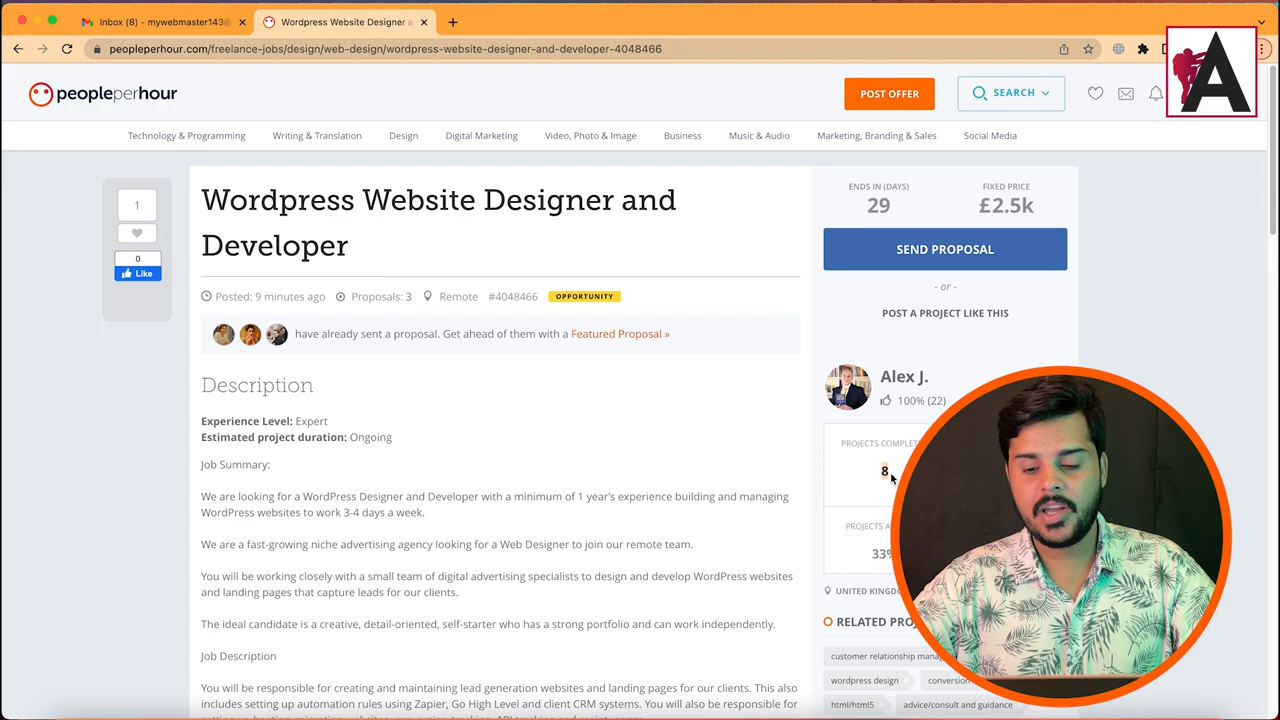 Inbox (8) - mywebmaster143@
Wordpress Website Designer a
peopleperhour.com/freelance-jobs/design/web-design/wordpress-website-designer-and-developer-4048466
A
peopleperhour
POST OFFER
SEARCH
Technology & Programming
Writing & Translation
Design
Digital Marketing
Video, Photo & Image
Business
Music & Audio
Marketing, Branding & Sales
Social Media
1
0
Like
Wordpress Website Designer and
Developer
Posted: 9 minutes ago
Proposals: 3
Remote
#4048466
OPPORTUNITY
have already sent a proposal. Get ahead of them with a Featured Proposal »
Description
Experience Level: Expert
Estimated project duration: Ongoing
Job Summary:
We are looking for a WordPress Designer and Developer with a minimum of 1 year's experience building and managing
WordPress websites to work 3-4 days a week.
We are a fast-growing niche advertising agency looking for a Web Designer to join our remote team.
You will be working closely with a small team of digital advertising specialists to design and develop WordPress websites
and landing pages that capture leads for our clients.
The ideal candidate is a creative, detail-oriented, self-starter who has a strong portfolio and can work independently.
Job Description
You will be responsible for creating and maintaining lead generation websites and landing pages for our clients. This also
includes setting up automation rules using Zapier, Go High Level and client CRM systems. You will also be responsible for
ENDS IN (DAYS)
29
FIXED PRICE
£2.5k
SEND PROPOSAL
- or -
POST A PROJECT LIKE THIS
Alex J.
100% (22)
PROJECTS COMPLET
8
PROJECTS A
33%
UNITED KINGDO
RELATED PRO
customer relationship manag
wordpress design
conversion
html/html5
advice/consult and guidance